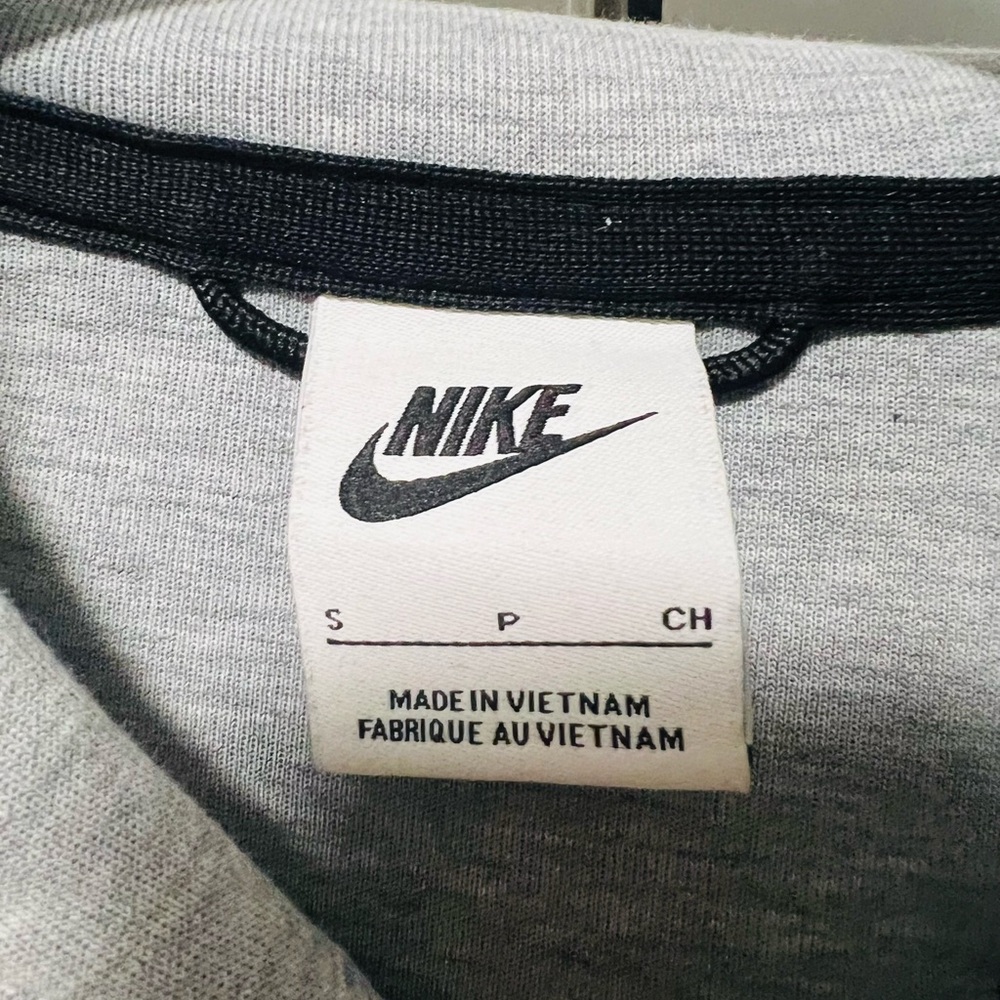 NIKE
S P CH
MADE IN VIETNAM
FABRIQUE AU VIETNAM